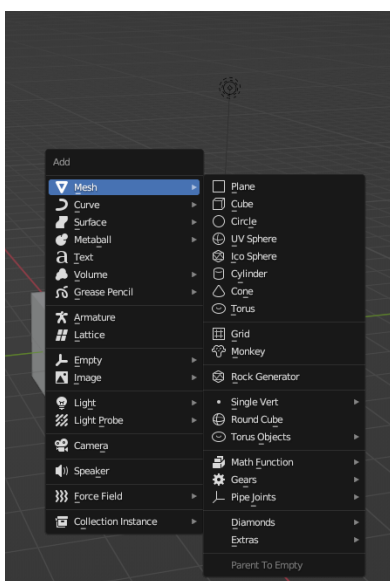 Add
Mesh
Curve
Surface
Metaball
Text
Volume
Grease Pencil
Armature
Lattice
Empty
Image
Light
Light Probe
Camera
Speaker
Force Field
Collection Instance
Plane
Cube
Circle
UV Sphere
Ico Sphere
Cylinder
Cone
Torus
Grid
Monkey
Rock Generator
Single Vert
Round Cube
Torus Objects
Math Function
Gears
Pipe Joints
Diamonds
Extras
Parent To Empty